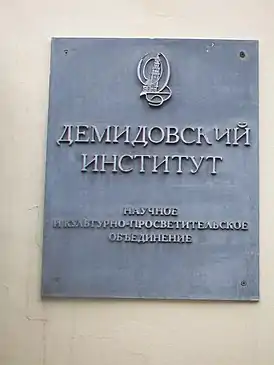 ДЕМИДОВСКИЙ
ИНСТИТУТ
НАУЧНОЕ
И КУЛЬТУРНО-ПРОСВЕТИТЕЛЬСКОЕ
ОБЪЕДИНЕНИЕ